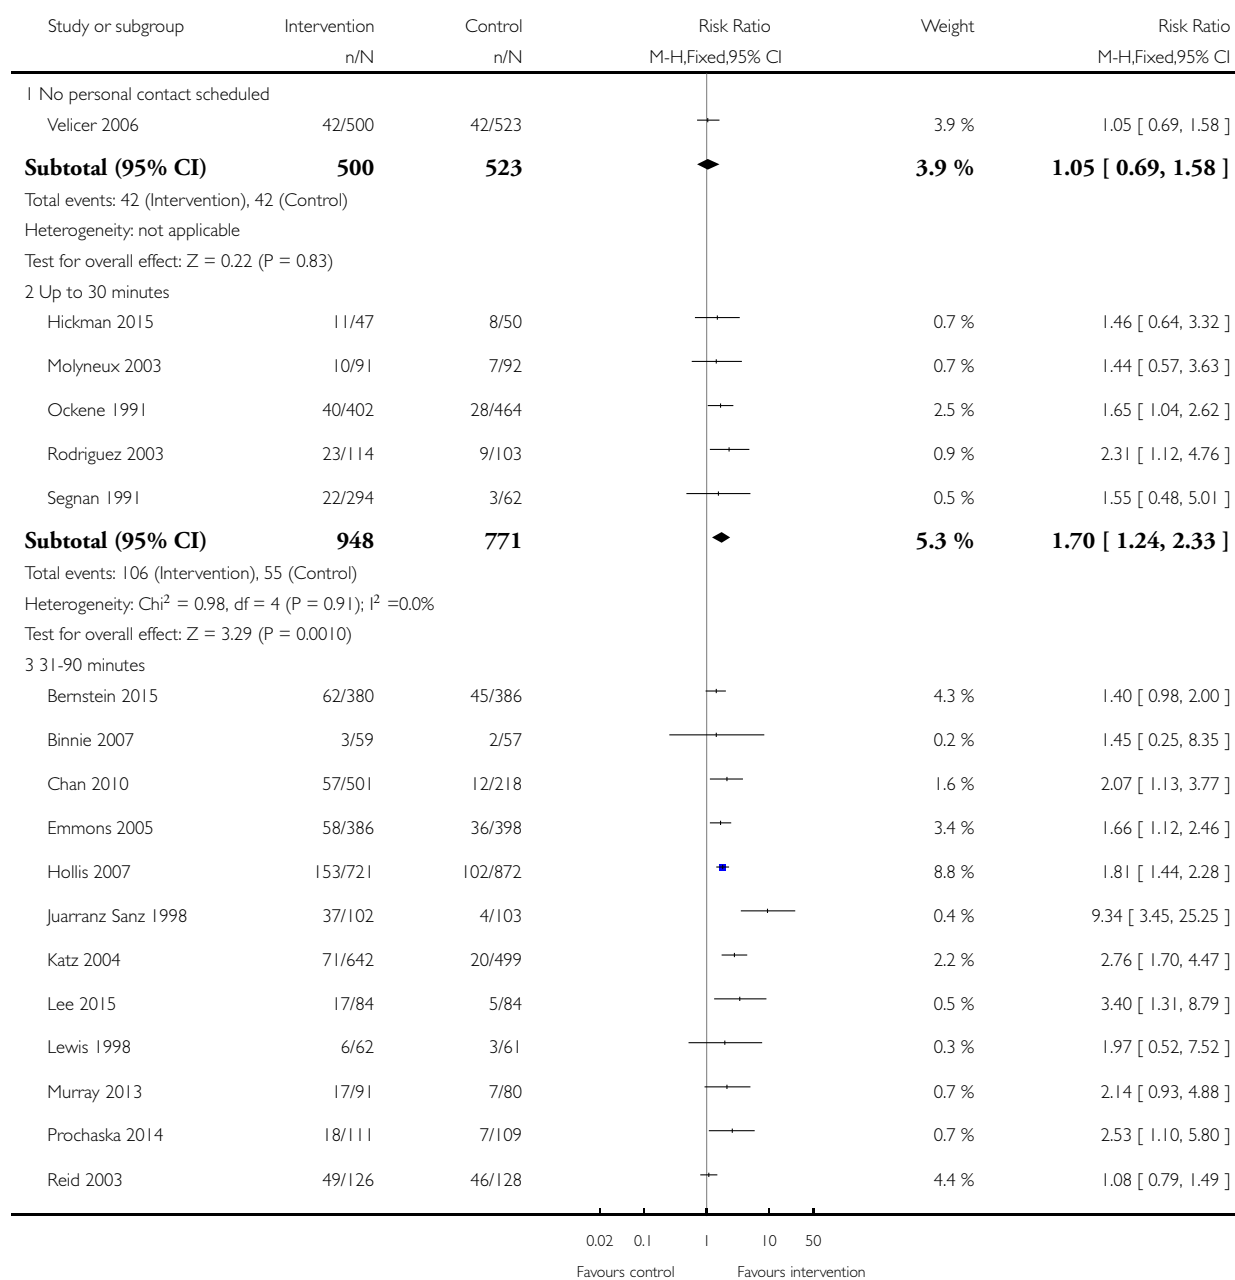 Study or subgroup Intervention Control Risk Ratio Weight Risk Ratio
n/N n/N M-H,Fixed,95% CI M-H,Fixed,95% CI
1 No personal contact scheduled
Velicer 2006 42/500 42/523 3.9 % 1.05 [ 0.69, 1.58 ]
Subtotal (95% CI) 500 523 3.9 % 1.05 [ 0.69, 1.58 ]
Total events: 42 (Intervention), 42 (Control)
Heterogeneity: not applicable
Test for overall effect: Z = 0.22 (P = 0.83)
2 Up to 30 minutes
Hickman 2015 11/47 8/50 0.7 % 1.46 [ 0.64, 3.32 ]
Molyneux 2003 10/91 7/92 0.7 % 1.44 [ 0.57, 3.63 ]
Ockene 1991 40/402 28/464 2.5 % 1.65 [ 1.04, 2.62 ]
Rodriguez 2003 23/114 9/103 0.9 % 2.31 [ 1.12, 4.76 ]
Segnan 1991 22/294 3/62 0.5 % 1.55 [ 0.48, 5.01 ]
Subtotal (95% CI) 948 771 5.3 % 1.70 [ 1.24, 2.33 ]
Total events: 106 (Intervention), 55 (Control)
Heterogeneity: Chi² = 0.98, df = 4 (P = 0.91); I² =0.0%
Test for overall effect: Z = 3.29 (P = 0.0010)
3 31-90 minutes
Bernstein 2015 62/380 45/386 4.3 % 1.40 [ 0.98, 2.00 ]
Binnie 2007 3/59 2/57 0.2 % 1.45 [ 0.25, 8.35 ]
Chan 2010 57/501 12/218 1.6 % 2.07 [ 1.13, 3.77 ]
Emmons 2005 58/386 36/398 3.4 % 1.66 [ 1.12, 2.46 ]
Hollis 2007 153/721 102/872 8.8 % 1.81 [ 1.44, 2.28 ]
Juarranz Sanz 1998 37/102 4/103 0.4 % 9.34 [ 3.45, 25.25 ]
Katz 2004 71/642 20/499 2.2 % 2.76 [ 1.70, 4.47 ]
Lee 2015 17/84 5/84 0.5 % 3.40 [ 1.31, 8.79 ]
Lewis 1998 6/62 3/61 0.3 % 1.97 [ 0.52, 7.52 ]
Murray 2013 17/91 7/80 0.7 % 2.14 [ 0.93, 4.88 ]
Prochaska 2014 18/111 7/109 0.7 % 2.53 [ 1.10, 5.80 ]
Reid 2003 49/126 46/128 4.4 % 1.08 [ 0.79, 1.49 ]
0.02 0.1 1 10 50
Favours control Favours intervention